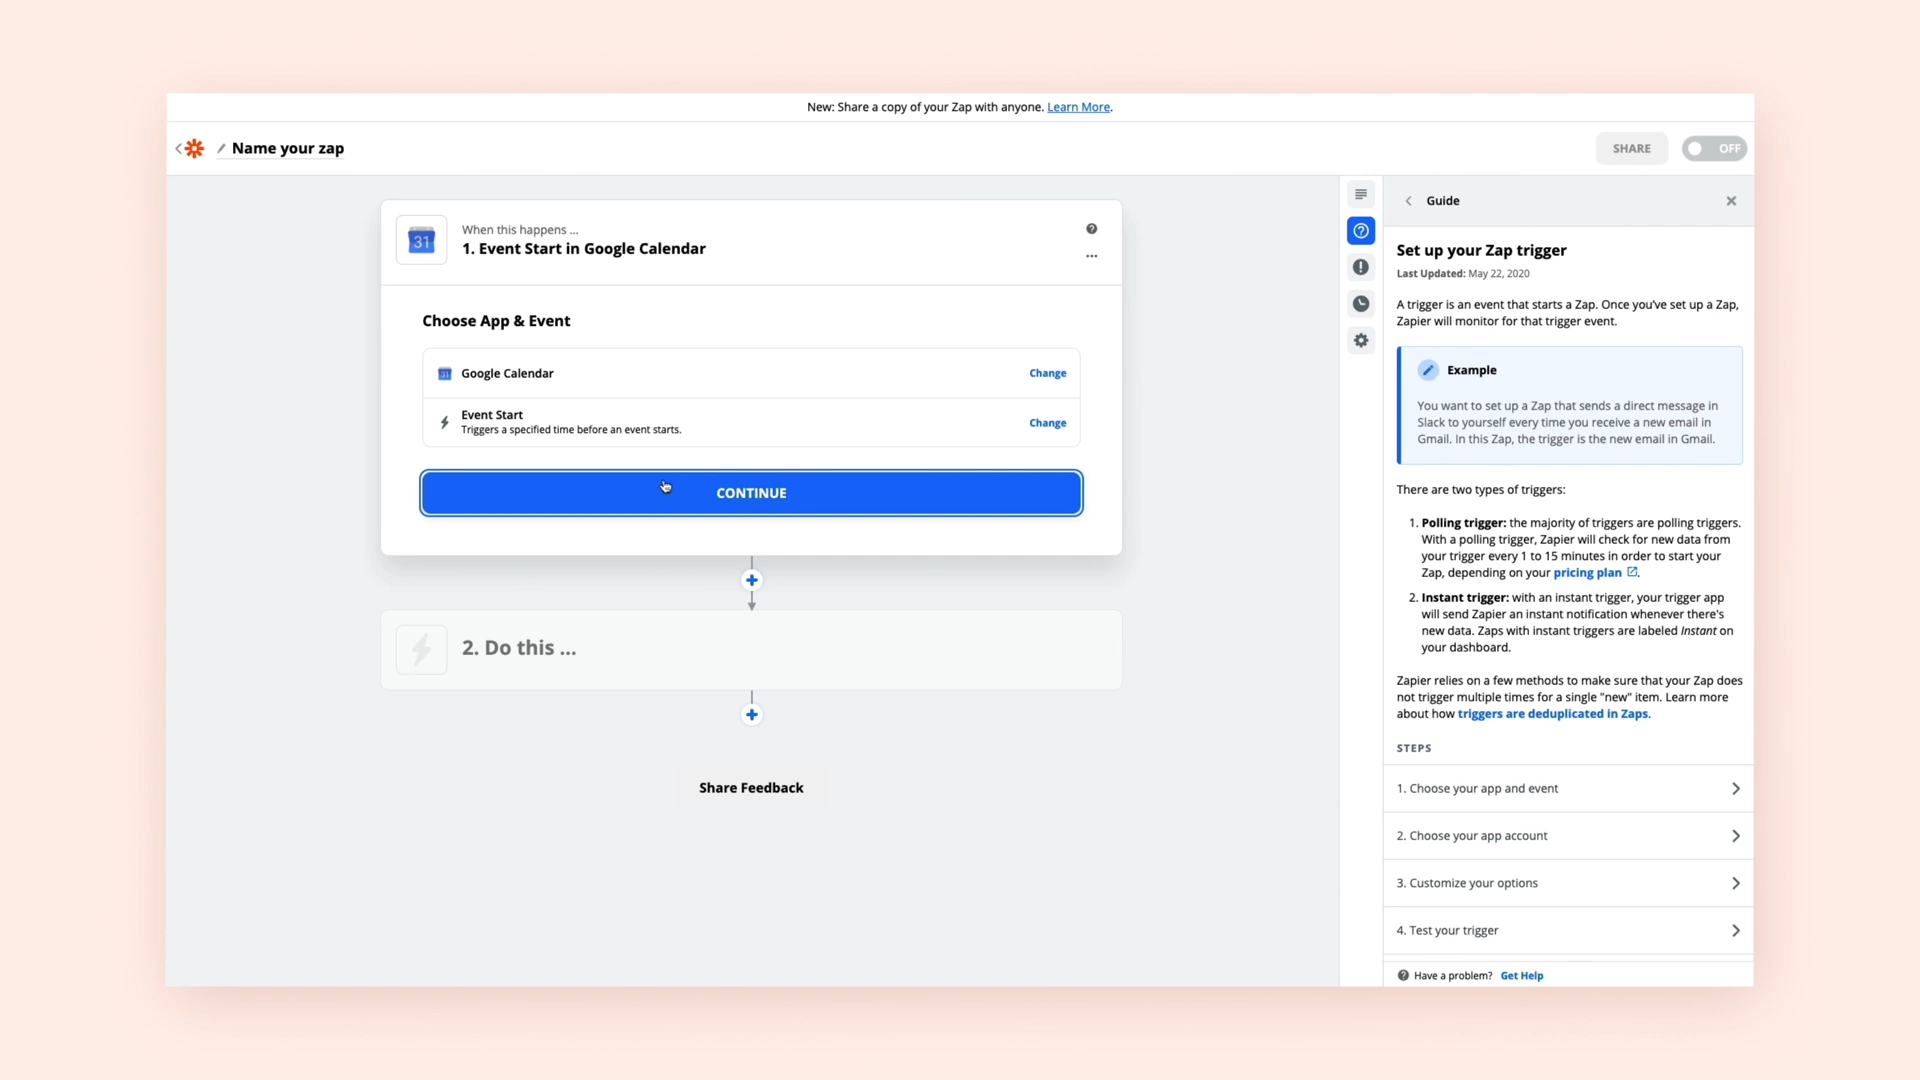 New: Share a copy of your Zap with anyone. Learn More.
Name your zap
SHARE
OFF
31
When this happens ...
1. Event Start in Google Calendar
...
Choose App & Event
31
Google Calendar
Change
Event Start
Triggers a specified time before an event starts.
Change
CONTINUE
2. Do this ...
Share Feedback
Guide
Set up your Zap trigger
Last Updated: May 22, 2020
A trigger is an event that starts a Zap. Once you've set up a Zap,
Zapier will monitor for that trigger event.
Example
You want to set up a Zap that sends a direct message in
Slack to yourself every time you receive a new email in
Gmail. In this Zap, the trigger is the new email in Gmail.
There are two types of triggers:
1. Polling trigger: the majority of triggers are polling triggers.
With a polling trigger, Zapier will check for new data from
your trigger every 1 to 15 minutes in order to start your
Zap, depending on your pricing plan.
2. Instant trigger: with an instant trigger, your trigger app
will send Zapier an instant notification whenever there's
new data. Zaps with instant triggers are labeled Instant on
your dashboard.
Zapier relies on a few methods to make sure that your Zap does
not trigger multiple times for a single "new" item. Learn more
about how triggers are deduplicated in Zaps.
STEPS
1. Choose your app and event
2. Choose your app account
3. Customize your options
4. Test your trigger
Have a problem? Get Help